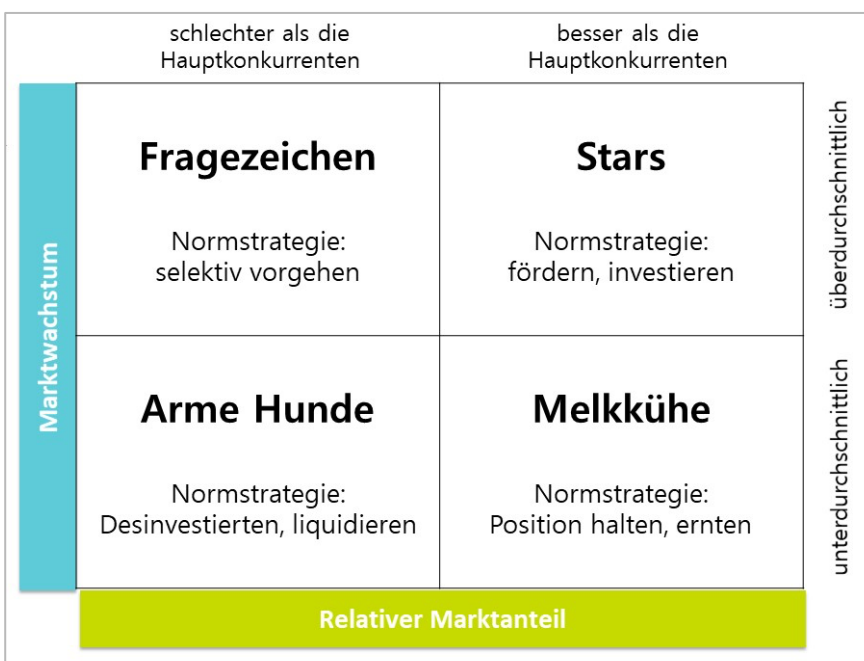 schlechter als die
Hauptkonkurrenten
besser als die
Hauptkonkurrenten
Marktwachstum
Fragezeichen
Normstrategie:
selektiv vorgehen
Stars
Normstrategie:
fördern, investieren
überdurchschnittlich
Arme Hunde
Normstrategie:
Desinvestierten, liquidieren
Melkkühe
Normstrategie:
Position halten, ernten
unterdurchschnittlich
Relativer Marktanteil